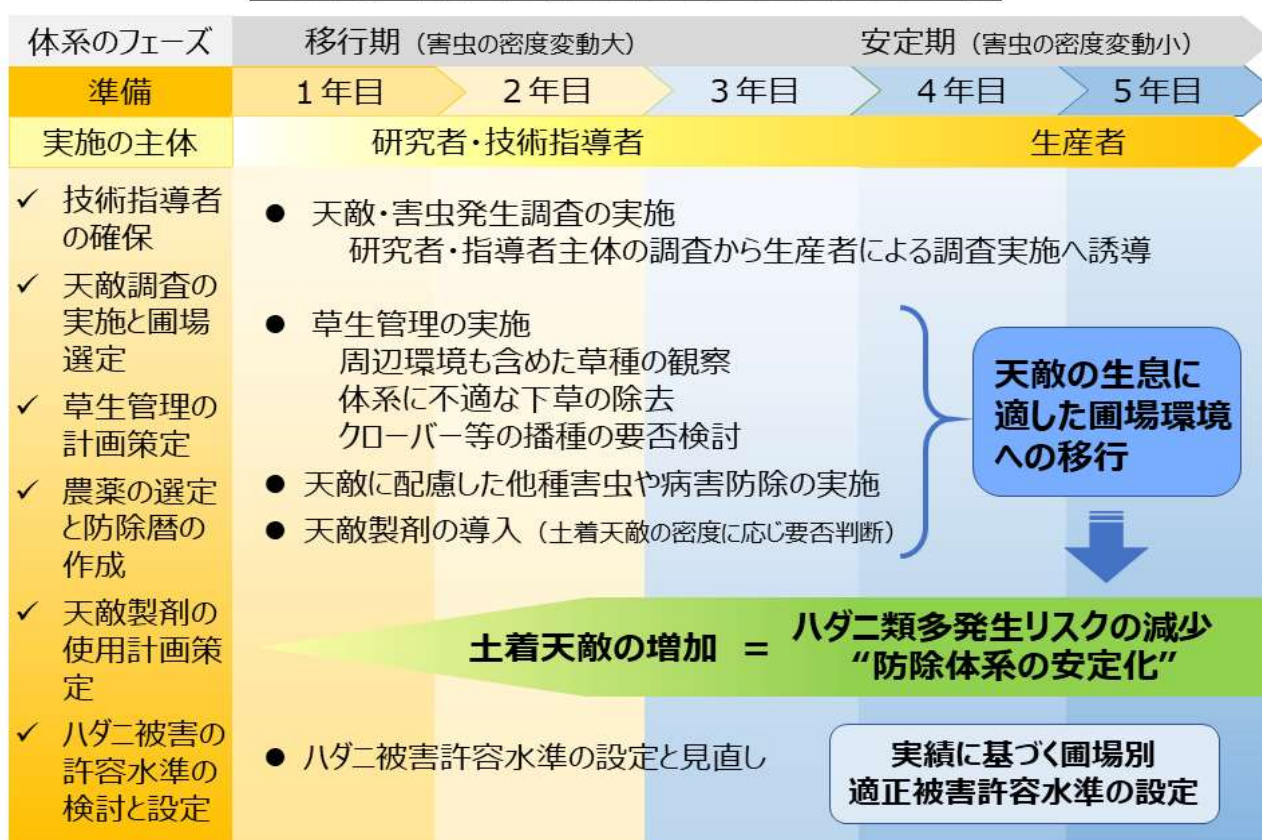 体系のフェーズ
移行期（害虫の密度変動大）
安定期（害虫の密度変動小）
準備
1年目
2年目
3年目
4年目
5年目
実施の主体
研究者・技術指導者
生産者
✓ 技術指導者
の確保
✓ 天敵調査の
実施と圃場
選定
✓ 草生管理の
計画策定
✓ 農薬の選定
と防除暦の
作成
✓ 天敵製剤の
使用計画策
定
✓ ハダニ被害の
許容水準の
検討と設定
● 天敵・害虫発生調査の実施
研究者・指導者主体の調査から生産者による調査実施へ誘導
● 草生管理の実施
周辺環境も含めた草種の観察
体系に不適な下草の除去
クローバー等の播種の要否検討
● 天敵に配慮した他種害虫や病害防除の実施
● 天敵製剤の導入（土着天敵の密度に応じ要否判断）
天敵の生息に
適した圃場環境
への移行
土着天敵の増加 ＝
ハダニ類多発生リスクの減少
“防除体系の安定化”
● ハダニ被害許容水準の設定と見直し
実績に基づく圃場別
適正被害許容水準の設定